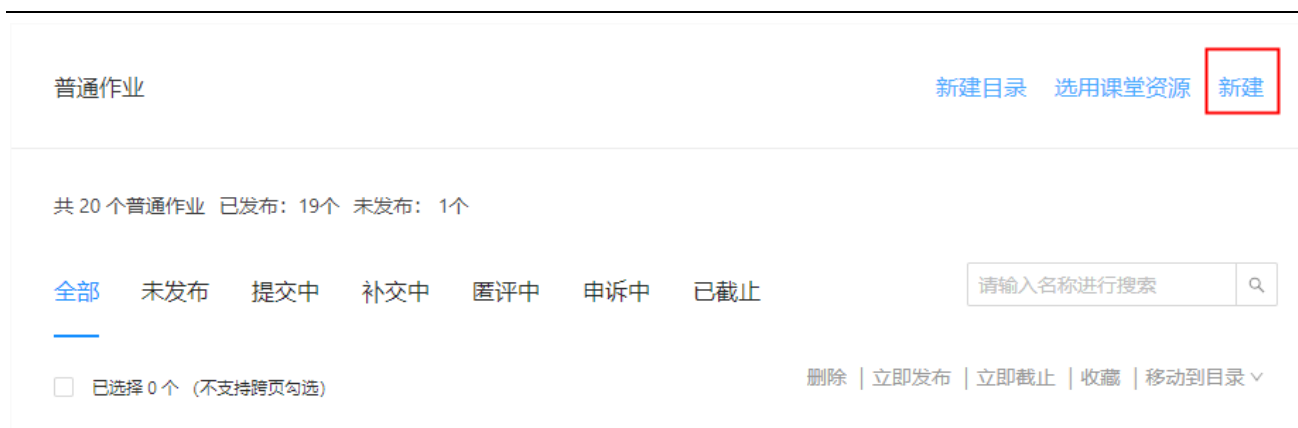 普通作业 新建目录 选用课堂资源 新建
共 20 个普通作业 已发布：19个 未发布： 1个
全部 未发布 提交中 补交中 匿评中 申诉中 已截止 请输入名称进行搜索
已选择 0 个 （不支持跨页勾选） 删除 | 立即发布 | 立即截止 | 收藏 | 移动到目录